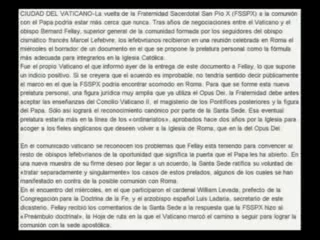 CIUDAD DEL VATICANO-La vuelta de la Fraternidad Sacerdotal San Pío X (FSSPX) a la comunión
con el Papa podría estar más cerca que nunca. Tras años de negociaciones entre el Vaticano y el
obispo Bernard Fellay, superior general de la comunidad formada por los seguidores del obispo
cismático francés Marcel Lefebvre, los lefebvrianos recibieron en una reunión celebrada en Roma el
miércoles el borrador de un documento en el que se propone la prelatura personal como la fórmula
más adecuada para integrarlos en la Iglesia Católica.
Fue el propio Vaticano el que informó ayer de la entrega de este documento a Fellay, lo que supone
un indicio positivo. Si se creyera que el acuerdo es improbable, no tendría sentido decir públicamente
el marco en el que la FSSPX podría encontrar acomodo en Roma. Para que se forme esta nueva
prelatura personal, una figura jurídica muy amplia que ya utiliza el Opus Dei, la Fraternidad debe antes
aceptar las enseñanzas del Concilio Vaticano II, el magisterio de los Pontífices posteriores y la figura
del Papa. Sólo así logrará el reconocimiento canónico por parte de la Santa Sede. Esa eventual
prelatura estaría más en la línea de los «ordinariatos», aprobados hace dos años por la Iglesia para
acoger a los fieles anglicanos que deseen volver a la Iglesia de Roma, que en la del Opus Dei.
En el comunicado vaticano se reconocen los problemas que Fellay está teniendo para convencer al
resto de obispos lefebvrianos de la oportunidad que significa la puerta que el Papa les ha abierto. En
una nueva muestra de su firme deseo por llegar a un acuerdo, la Santa Sede ratifica su voluntad de
«tratar separadamente y singularmente» los casos de estos prelados, algunos de los cuales se han
manifestado en contra de la posible comunión con Roma.
En el encuentro del miércoles, en el que participaron el cardenal William Levada, prefecto de la
Congregación para la Doctrina de la Fe, y el arzobispo español Luis Ladaria, secretario de este
dicasterio, Fellay recibió los comentarios de la Santa Sede a la respuesta que la FSSPX hizo al
«Preámbulo doctrinal», la Hoja de ruta en la que el Vaticano marcó el camino a seguir para lograr la
comunión con la sede apostólica.